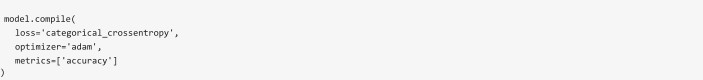 model.compile(
   loss='categorical_crossentropy',
   optimizer='adam',
   metrics=['accuracy']
)